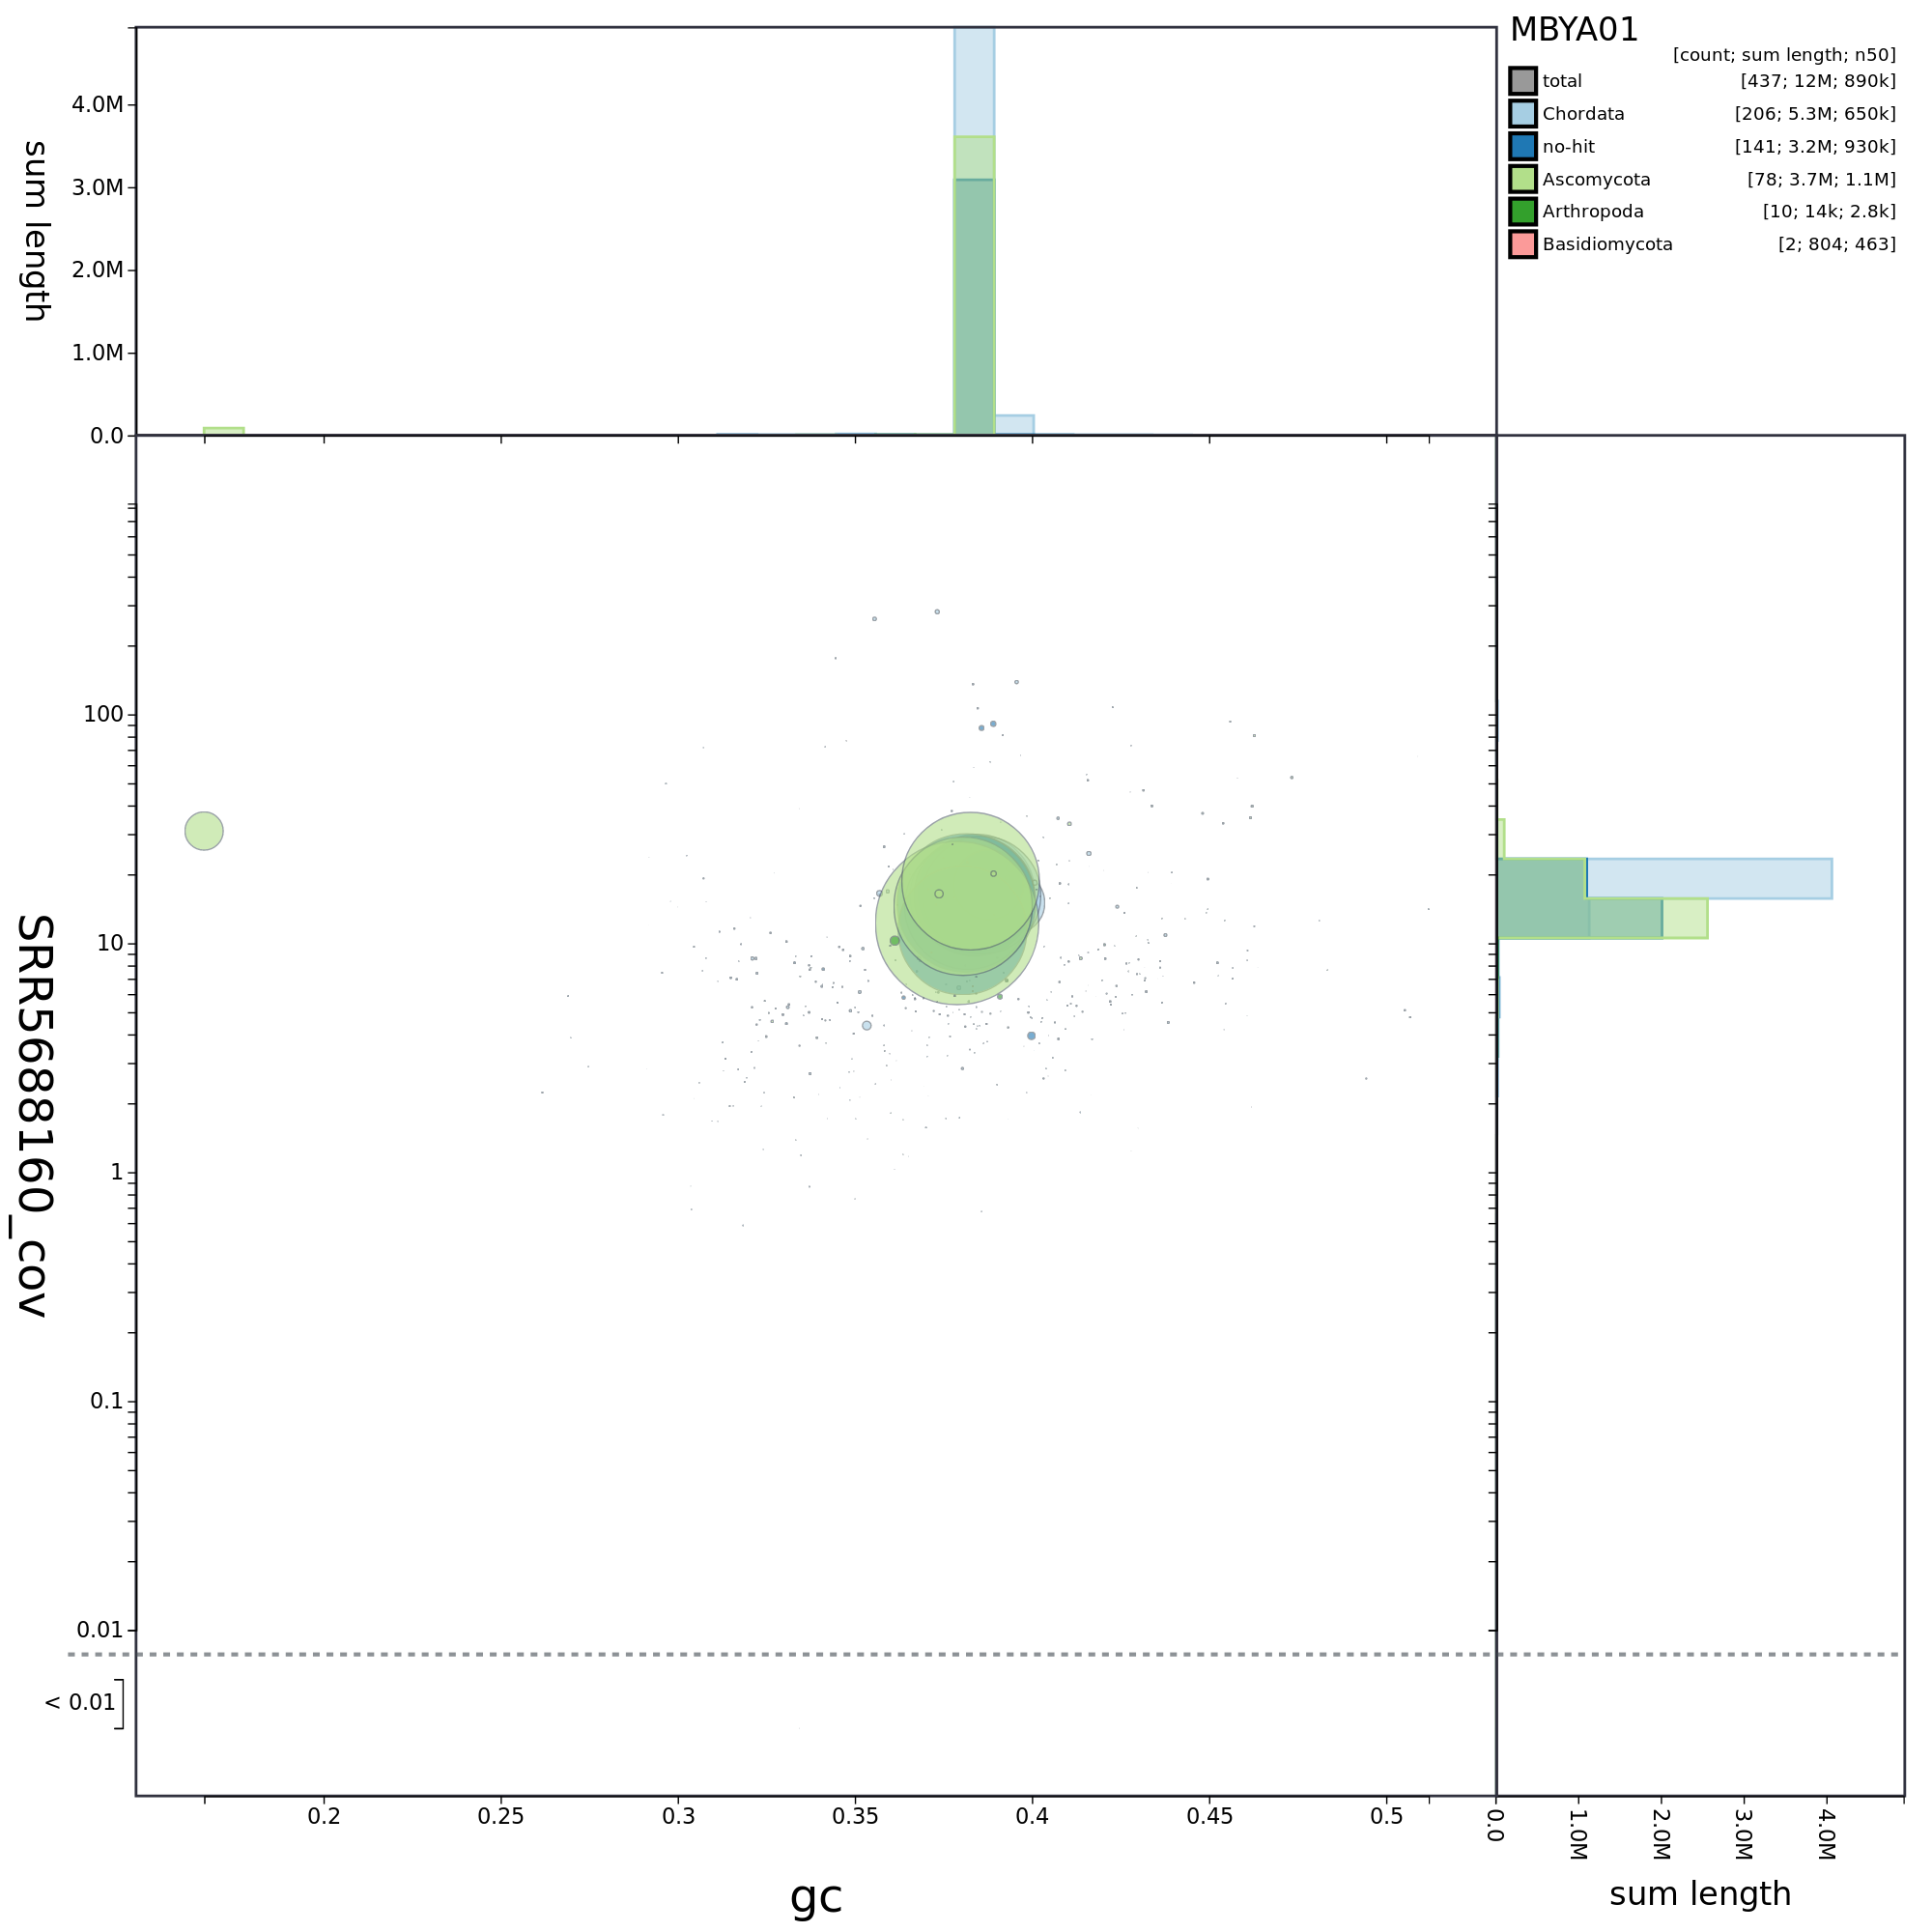 MBYA01
[count; sum length; n50]
total [437; 12M; 890k]
Chordata [206; 5.3M; 650k]
no-hit [141; 3.2M; 930k]
Ascomycota [78; 3.7M; 1.1M]
Arthropoda [10; 14k; 2.8k]
Basidiomycota [2; 804; 463]
sum length
4.0M
3.0M
2.0M
1.0M
0.0
SRR5688160_cov
100
10
1
0.1
0.01
< 0.01
0.2 0.25 0.3 0.35 0.4 0.45 0.5
gc
0.0 1.0M 2.0M 3.0M 4.0M
sum length